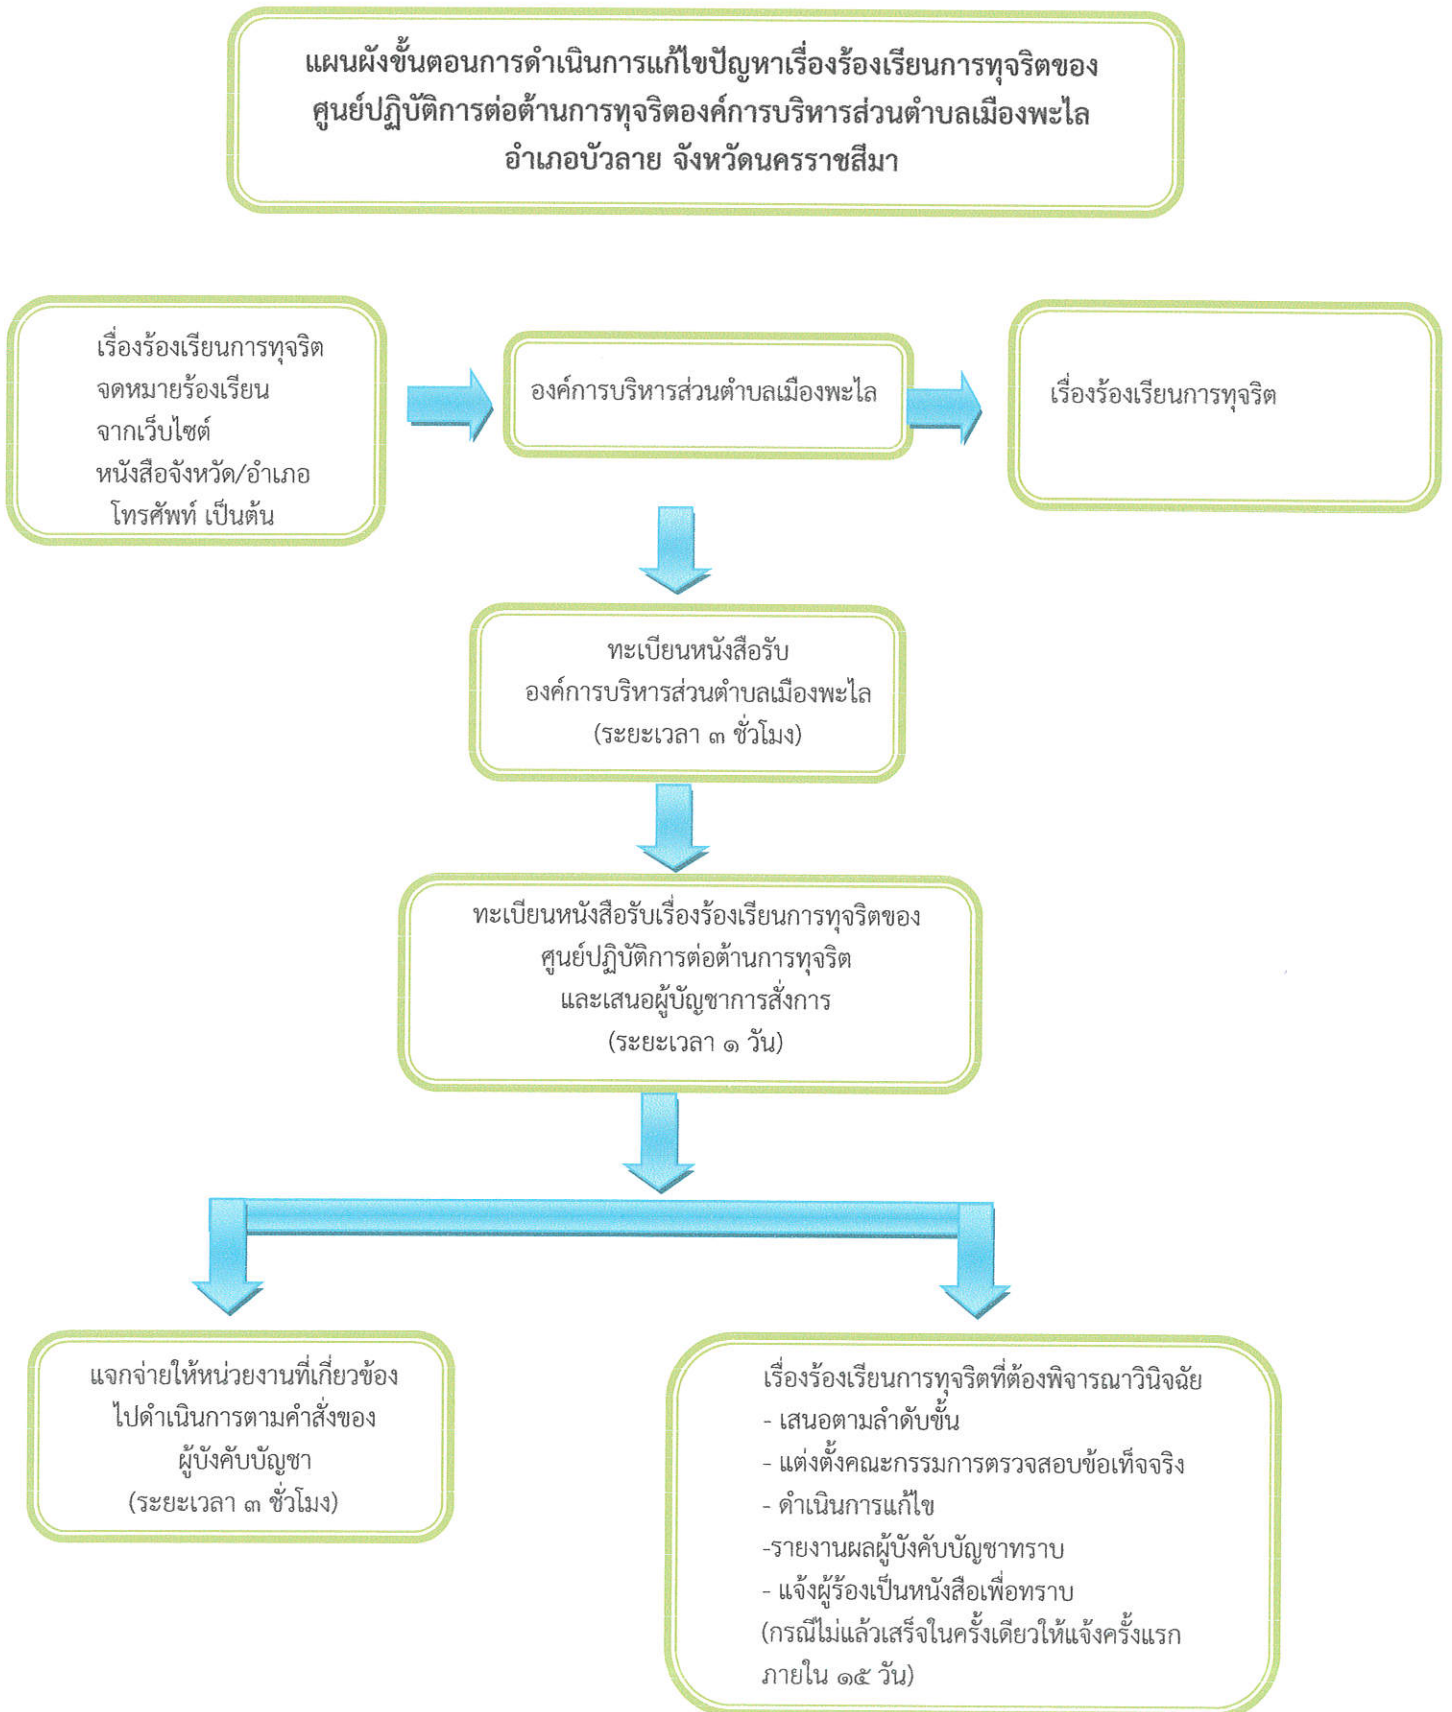 แผนผังขั้นตอนการดำเนินการแก้ไขปัญหาเรื่องร้องเรียนการทุจริตของ
ศูนย์ปฏิบัติการต่อต้านการทุจริตองค์การบริหารส่วนตำบลเมืองพะไล
อำเภอบัวลาย จังหวัดนครราชสีมา
เรื่องร้องเรียนการทุจริต
จดหมายร้องเรียน
จากเว็บไซต์
หนังสือจังหวัด/อำเภอ
โทรศัพท์ เป็นต้น
องค์การบริหารส่วนตำบลเมืองพะไล
เรื่องร้องเรียนการทุจริต
ทะเบียนหนังสือรับ
องค์การบริหารส่วนตำบลเมืองพะไล
(ระยะเวลา ๓ ชั่วโมง)
ทะเบียนหนังสือรับเรื่องร้องเรียนการทุจริตของ
ศูนย์ปฏิบัติการต่อต้านการทุจริต
และเสนอผู้บัญชาการสั่งการ
(ระยะเวลา ๑ วัน)
แจกจ่ายให้หน่วยงานที่เกี่ยวข้อง
ไปดำเนินการตามคำสั่งของ
ผู้บังคับบัญชา
(ระยะเวลา ๓ ชั่วโมง)
เรื่องร้องเรียนการทุจริตที่ต้องพิจารณาวินิจฉัย
- เสนอตามลำดับขั้น
- แต่งตั้งคณะกรรมการตรวจสอบข้อเท็จจริง
- ดำเนินการแก้ไข
-รายงานผลผู้บังคับบัญชาทราบ
- แจ้งผู้ร้องเป็นหนังสือเพื่อทราบ
(กรณีไม่แล้วเสร็จในครั้งเดียวให้แจ้งครั้งแรก
ภายใน ๑๕ วัน)